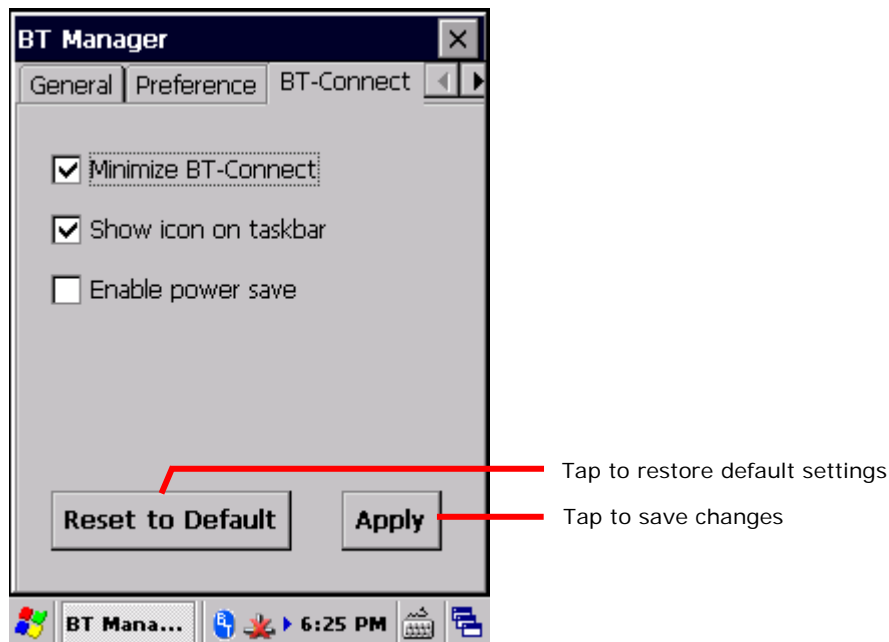 BT Manager
General Preference BT-Connect
Minimize BT-Connect
Show icon on taskbar
Enable power save
Tap to restore default settings
Reset to Default Apply
Tap to save changes
BT Mana... 6:25 PM